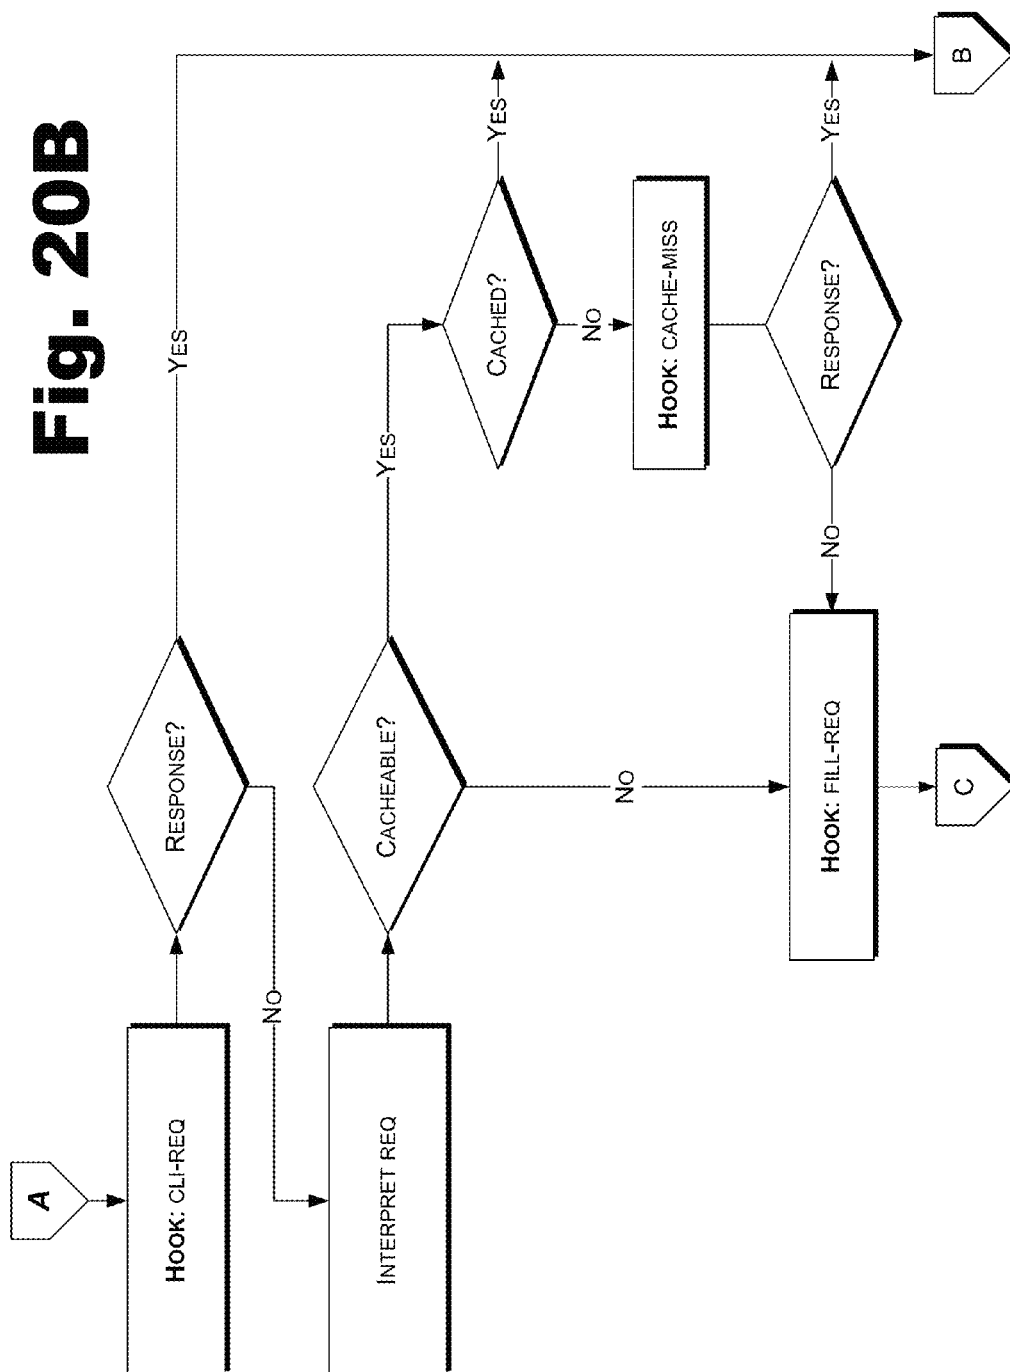 Fig. 20B
A
HOOK: CLI-REQ
RESPONSE?
YES
NO
INTERPRET REQ
CACHEABLE?
YES
CACHED?
YES
NO
HOOK: CACHE-MISS
RESPONSE?
YES
NO
NO
HOOK: FILL-REQ
B
C